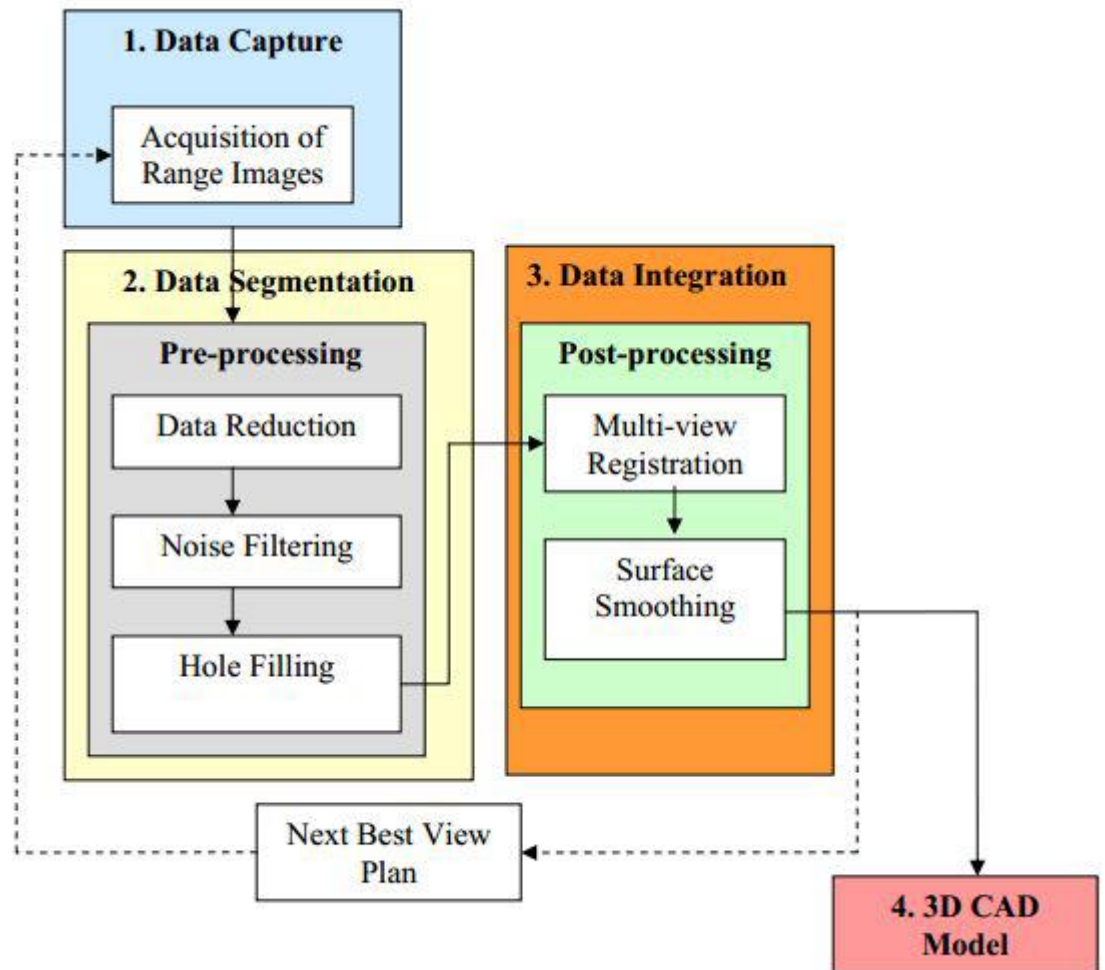 1. Data Capture
Acquisition of
Range Images
2. Data Segmentation
Pre-processing
Data Reduction
Noise Filtering
Hole Filling
3. Data Integration
Post-processing
Multi-view
Registration
Surface
Smoothing
Next Best View
Plan
4. 3D CAD
Model